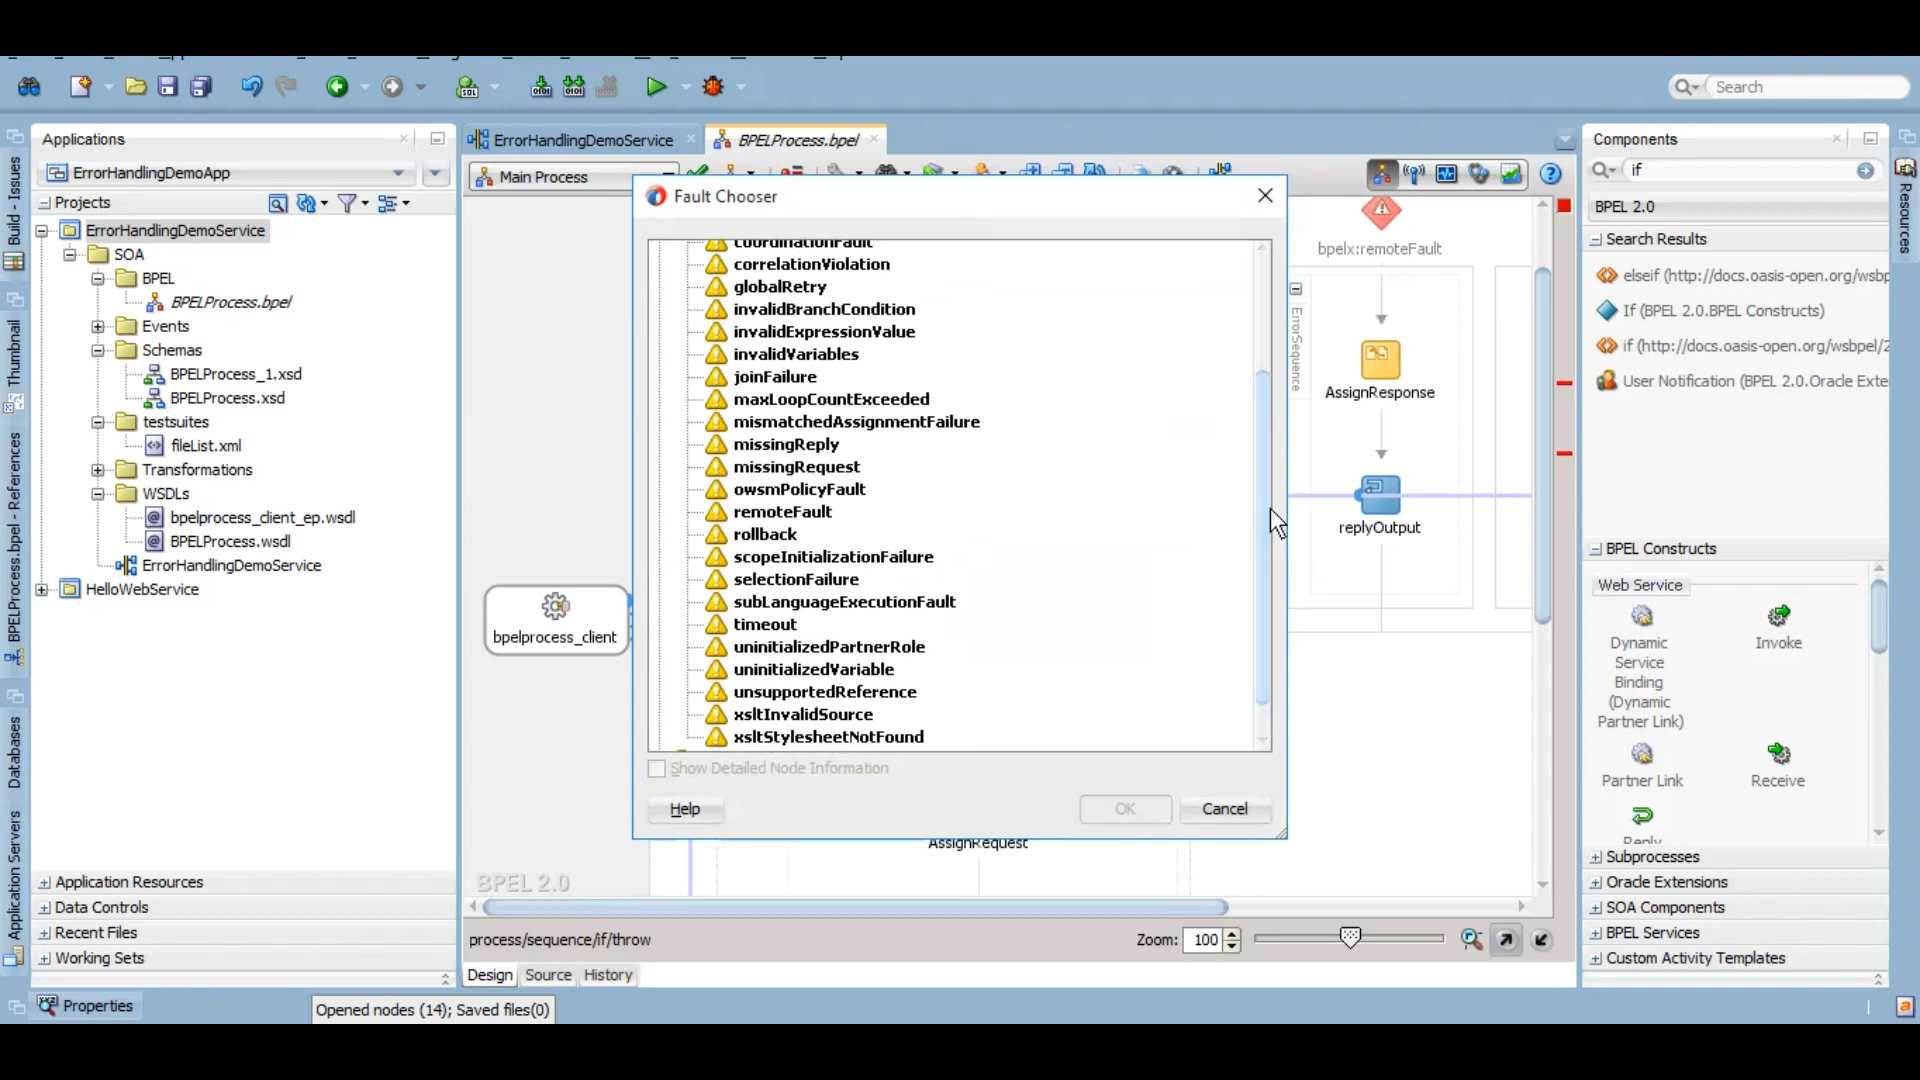 Search
Applications
ErrorHandlingDemoApp
Projects
ErrorHandlingDemoService
SOA
BPEL
BPELProcess.bpel
Events
Schemas
BPELProcess_1.xsd
BPELProcess.xsd
testsuites
fileList.xml
Transformations
WSDLs
bpelprocess_client_ep.wsdl
BPELProcess.wsdl
ErrorHandlingDemoService
HelloWebService
Application Resources
Data Controls
Recent Files
Working Sets
Build - Issues
Thumbnail
BPELProcess.bpel - References
Databases
Application Servers
Properties
Opened nodes (14); Saved files(0)
ErrorHandlingDemoService
BPELProcess.bpel
Main Process
Fault Chooser
coordinationFault
correlationViolation
globalRetry
invalidBranchCondition
invalidExpressionValue
invalidVariables
joinFailure
maxLoopCountExceeded
mismatchedAssignmentFailure
missingReply
missingRequest
owsmPolicyFault
remoteFault
rollback
scopeInitializationFailure
selectionFailure
subLanguageExecutionFault
timeout
uninitializedPartnerRole
uninitializedVariable
unsupportedReference
xsltInvalidSource
xsltStylesheetNotFound
Show Detailed Node Information
Help
OK
Cancel
bpelprocess_client
bpelx:remoteFault
ErrorSequence
AssignResponse
replyOutput
AssignRequest
BPEL 2.0
process/sequence/if/throw
Zoom: 100
Design
Source
History
Components
if
BPEL 2.0
Search Results
elseif (http://docs.oasis-open.org/wsbp
If (BPEL 2.0.BPEL Constructs)
if (http://docs.oasis-open.org/wsbpel/2
User Notification (BPEL 2.0.Oracle Exte
BPEL Constructs
Web Service
Dynamic
Service
Binding
(Dynamic
Partner Link)
Invoke
Partner Link
Receive
Reply
Subprocesses
Oracle Extensions
SOA Components
BPEL Services
Custom Activity Templates
Resources